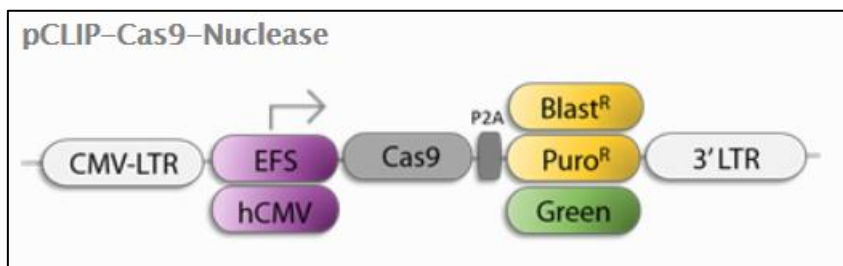 pCLIP-Cas9-Nuclease
P2A
Blastᴿ
CMV-LTR EFS Cas9 Puroᴿ 3'LTR
hCMV Green